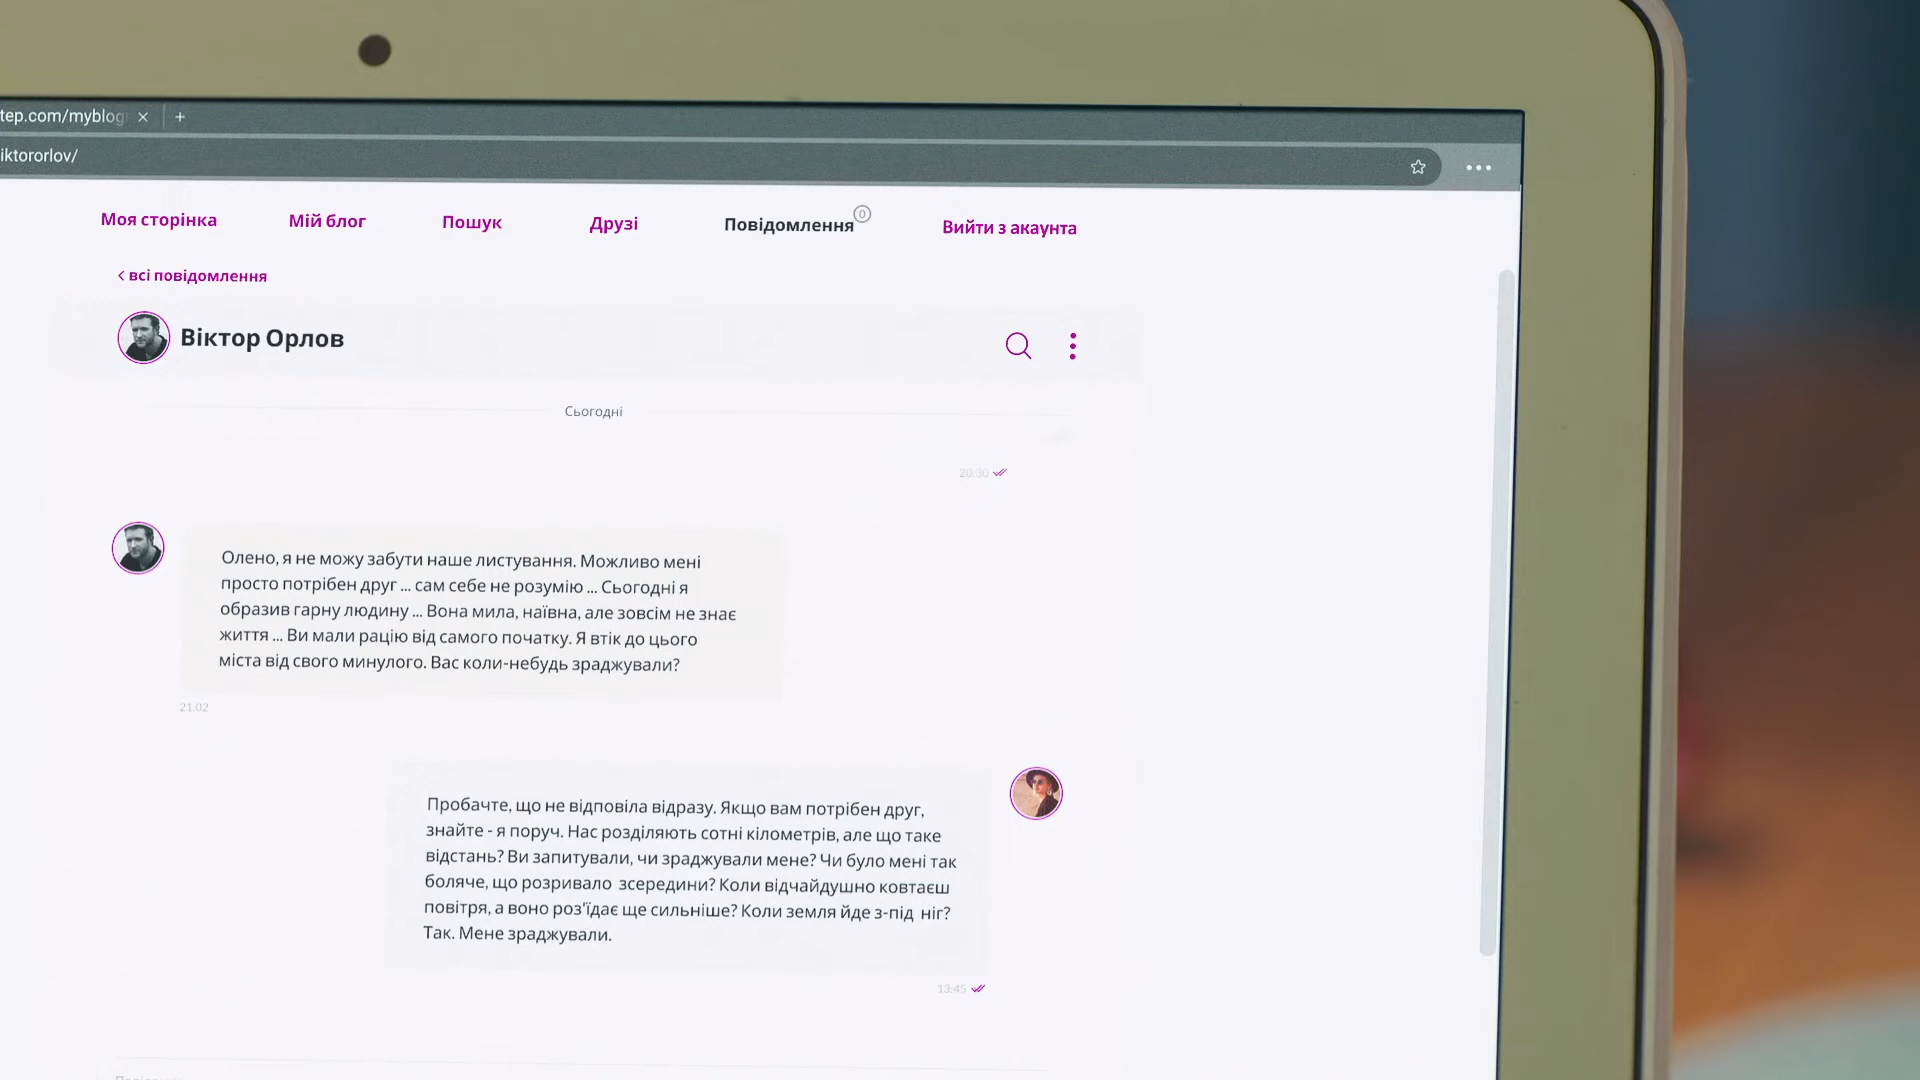 tep.com/myblog
iktororlov/
Моя сторінка Мій блог Пошук Друзі Повідомлення 0 Вийти з акаунта
< всі повідомлення
Віктор Орлов
Сьогодні
20:30
Олено, я не можу забути наше листування. Можливо мені
просто потрібен друг ... сам себе не розумію ... Сьогодні я
образив гарну людину ... Вона мила, наївна, але зовсім не знає
життя ... Ви мали рацію від самого початку. Я втік до цього
міста від свого минулого. Вас коли-небудь зраджували?
21:02
Пробачте, що не відповіла відразу. Якщо вам потрібен друг,
знайте - я поруч. Нас розділяють сотні кілометрів, але що таке
відстань? Ви запитували, чи зраджували мене? Чи було мені так
боляче, що розривало зсередини? Коли відчайдушно ковтаєш
повітря, а воно роз'їдає ще сильніше? Коли земля йде з-під ніг?
Так. Мене зраджували.
13:45